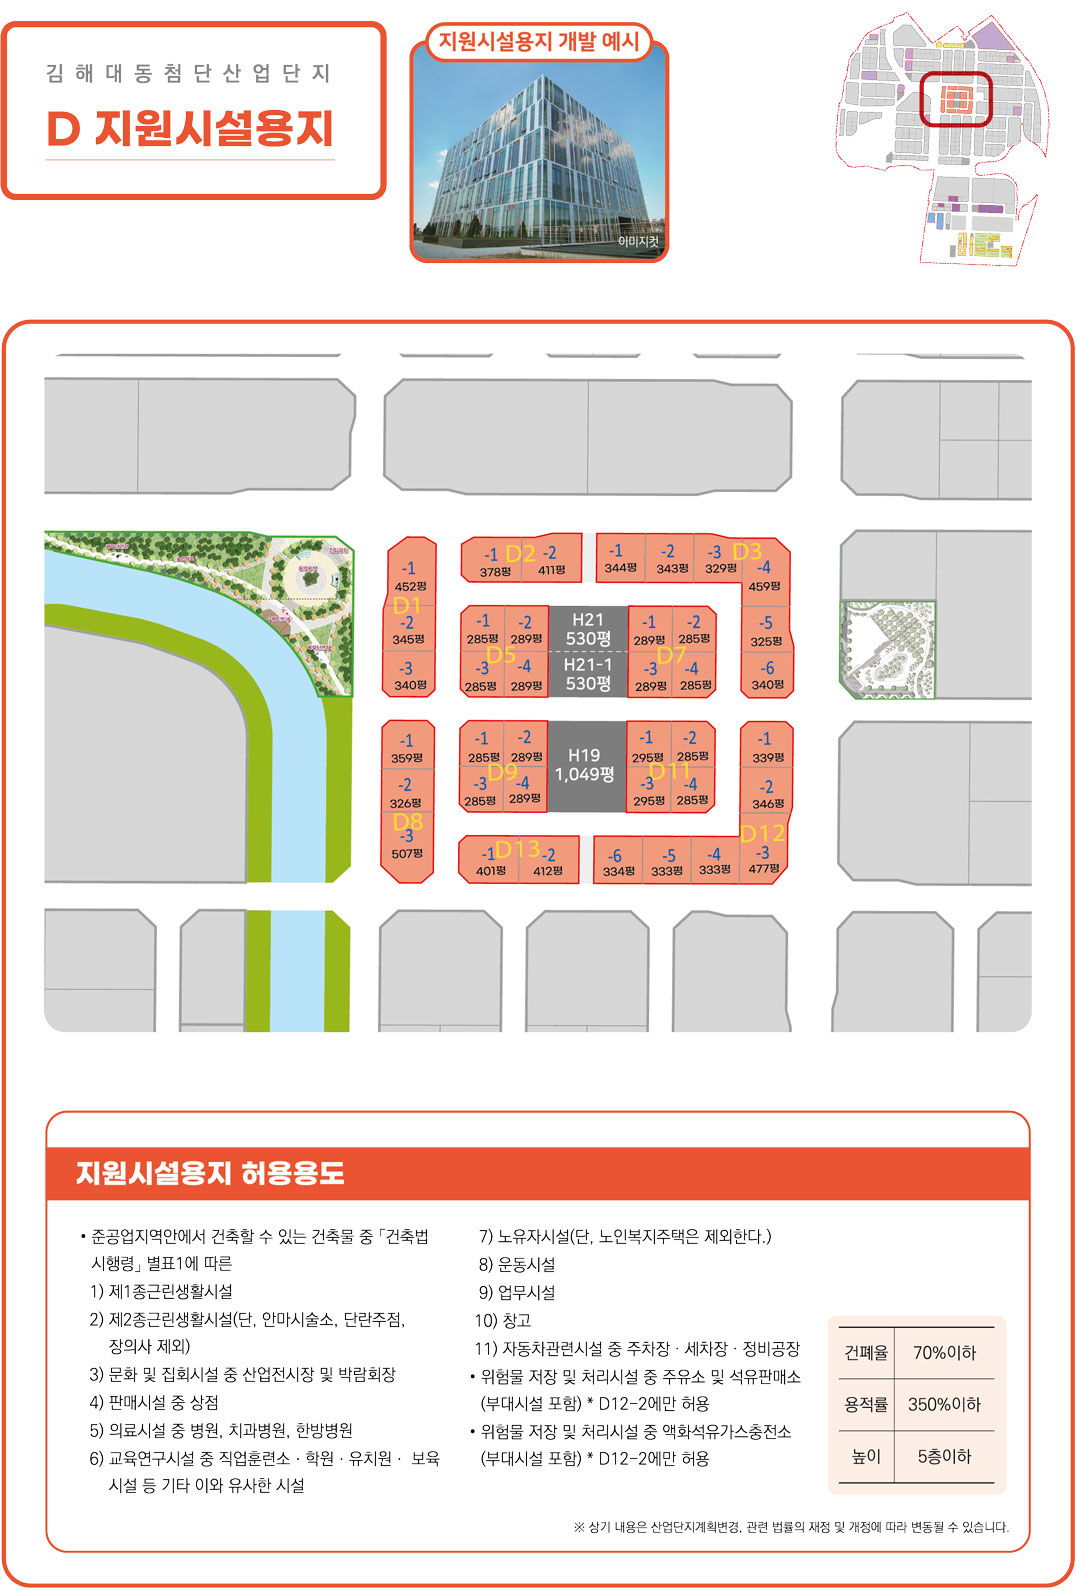 김해대동첨단산업단지
D 지원시설용지
지원시설용지 개발 예시
이미지컷
-1
452평
D1
-2
345평
-3
340평
-1 D2 -2
378평 411평
-1 -2 -3 D3
344평 343평 329평
-4
459평
-5
325평
-6
340평
-1 -2
285평 289평
D5
-3 -4
285평 289평
H21
530평
H21-1
530평
-1 -2
289평 285평
D7
-3 -4
289평 285평
-1
359평
-2
326평
D8
-3
507평
-1 -2
285평 289평
D9
-3 -4
285평 289평
H19
1,049평
-1 -2
295평 285평
D11
-3 -4
295평 285평
-1
339평
-2
346평
D12
-3
477평
-1 D13 -2
401평 412평
-6 -5 -4
334평 333평 333평
지원시설용지 허용용도
• 준공업지역안에서 건축할 수 있는 건축물 중 「건축법
시행령」 별표1에 따른
1) 제1종근린생활시설
2) 제2종근린생활시설(단, 안마시술소, 단란주점,
장의사 제외)
3) 문화 및 집회시설 중 산업전시장 및 박람회장
4) 판매시설 중 상점
5) 의료시설 중 병원, 치과병원, 한방병원
6) 교육연구시설 중 직업훈련소 · 학원 · 유치원 · 보육
시설 등 기타 이와 유사한 시설
7) 노유자시설(단, 노인복지주택은 제외한다.)
8) 운동시설
9) 업무시설
10) 창고
11) 자동차관련시설 중 주차장 · 세차장 · 정비공장
• 위험물 저장 및 처리시설 중 주유소 및 석유판매소
(부대시설 포함) * D12-2에만 허용
• 위험물 저장 및 처리시설 중 액화석유가스충전소
(부대시설 포함) * D12-2에만 허용
건폐율 70%이하
용적률 350%이하
높이 5층이하
※ 상기 내용은 산업단지계획변경, 관련 법률의 재정 및 개정에 따라 변동될 수 있습니다.